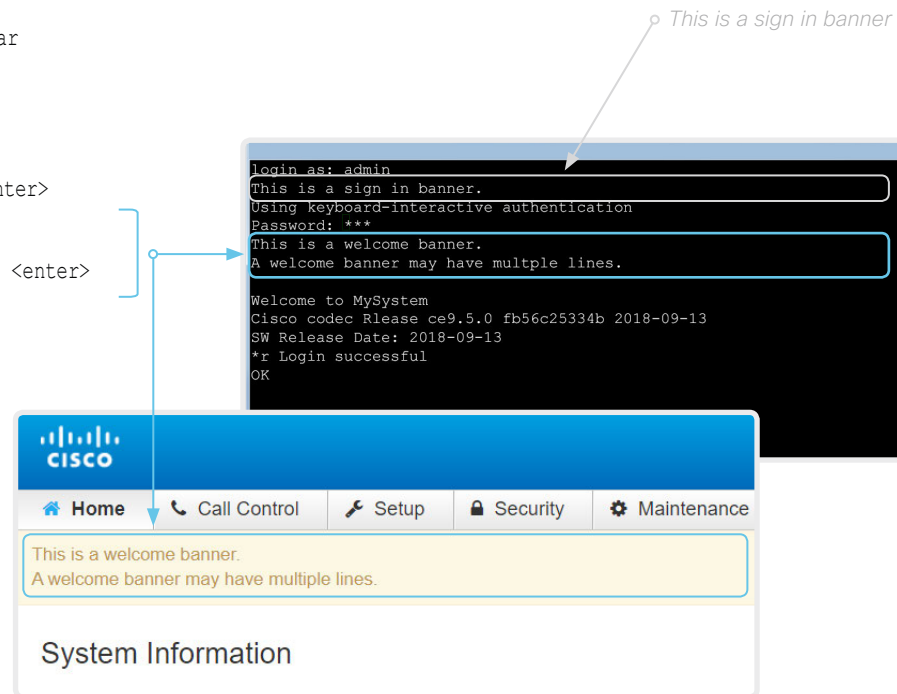 This is a sign in banner
ar
nter>
<enter>
login as: admin
This is a sign in banner.
Using keyboard-interactive authentication
Password: ***
This is a welcome banner.
A welcome banner may have multple lines.
Welcome to MySystem
Cisco codec Rlease ce9.5.0 fb56c25334b 2018-09-13
SW Release Date: 2018-09-13
*r Login successful
OK
CISCO
Home Call Control Setup Security Maintenance
This is a welcome banner.
A welcome banner may have multiple lines.
System Information